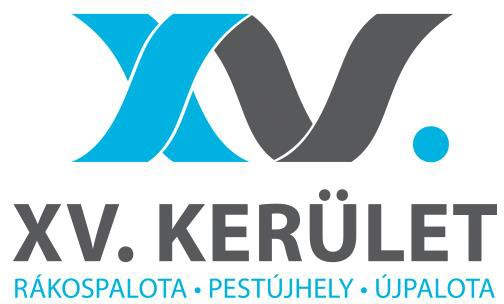 XV.
XV. KERÜLET
RÁKOSPALOTA • PESTÚJHELY • ÚJPALOTA